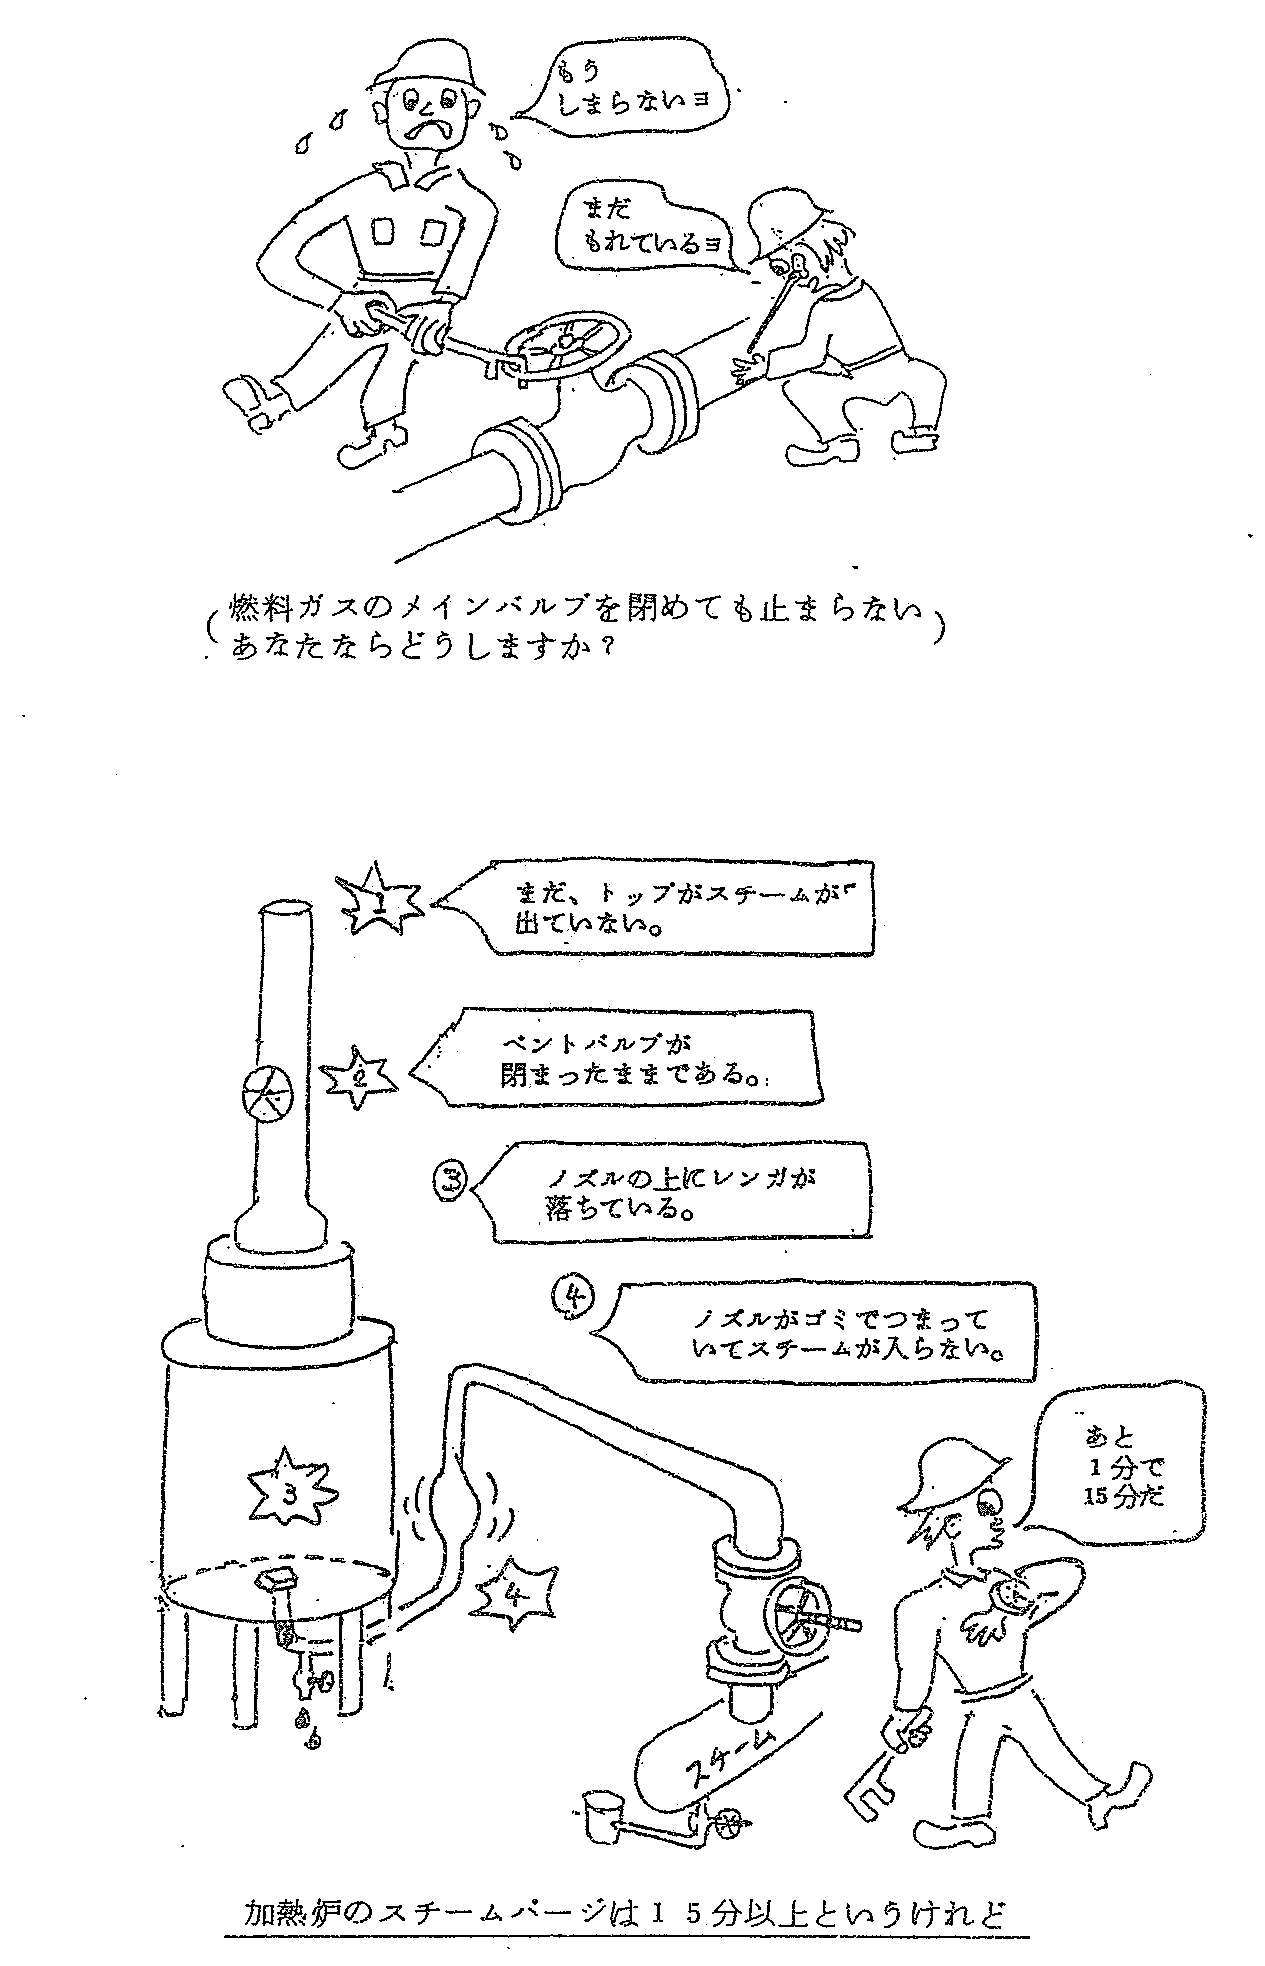 もう
しまらないヨ
まだ
もれているヨ
(燃料ガスのメインバルブを閉めても止まらない)
あなたならどうしますか?
1
まだ、トップがスチームが
出ていない。
2
ベントバルブが
閉まったままである。
③
ノズルの上にレンガが
落ちている。
④
ノズルがゴミでつまって
いてスチームが入らない。
あと
1分で
15分だ
3
4
スチーム
加熱炉のスチームパージは15分以上というけれど